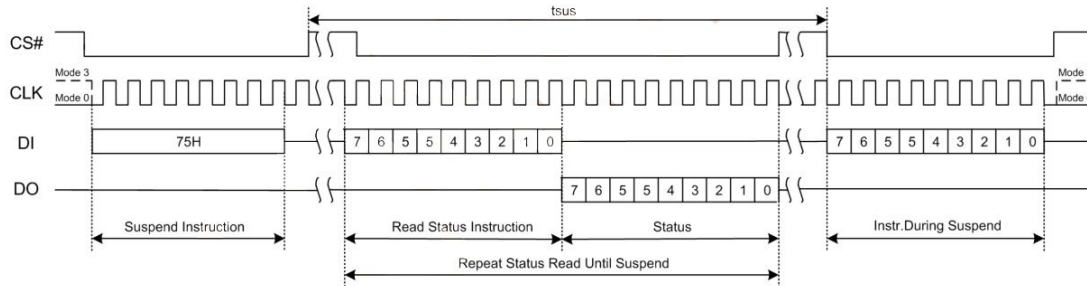 tsus
CS#
Mode 3
Mode
CLK
Mode 0
Mode
DI
75H
7 6 5 5 4 3 2 1 0
7 6 5 5 4 3 2 1 0
DO
7 6 5 5 4 3 2 1 0
Suspend Instruction
Read Status Instruction
Status
Instr.During Suspend
Repeat Status Read Until Suspend